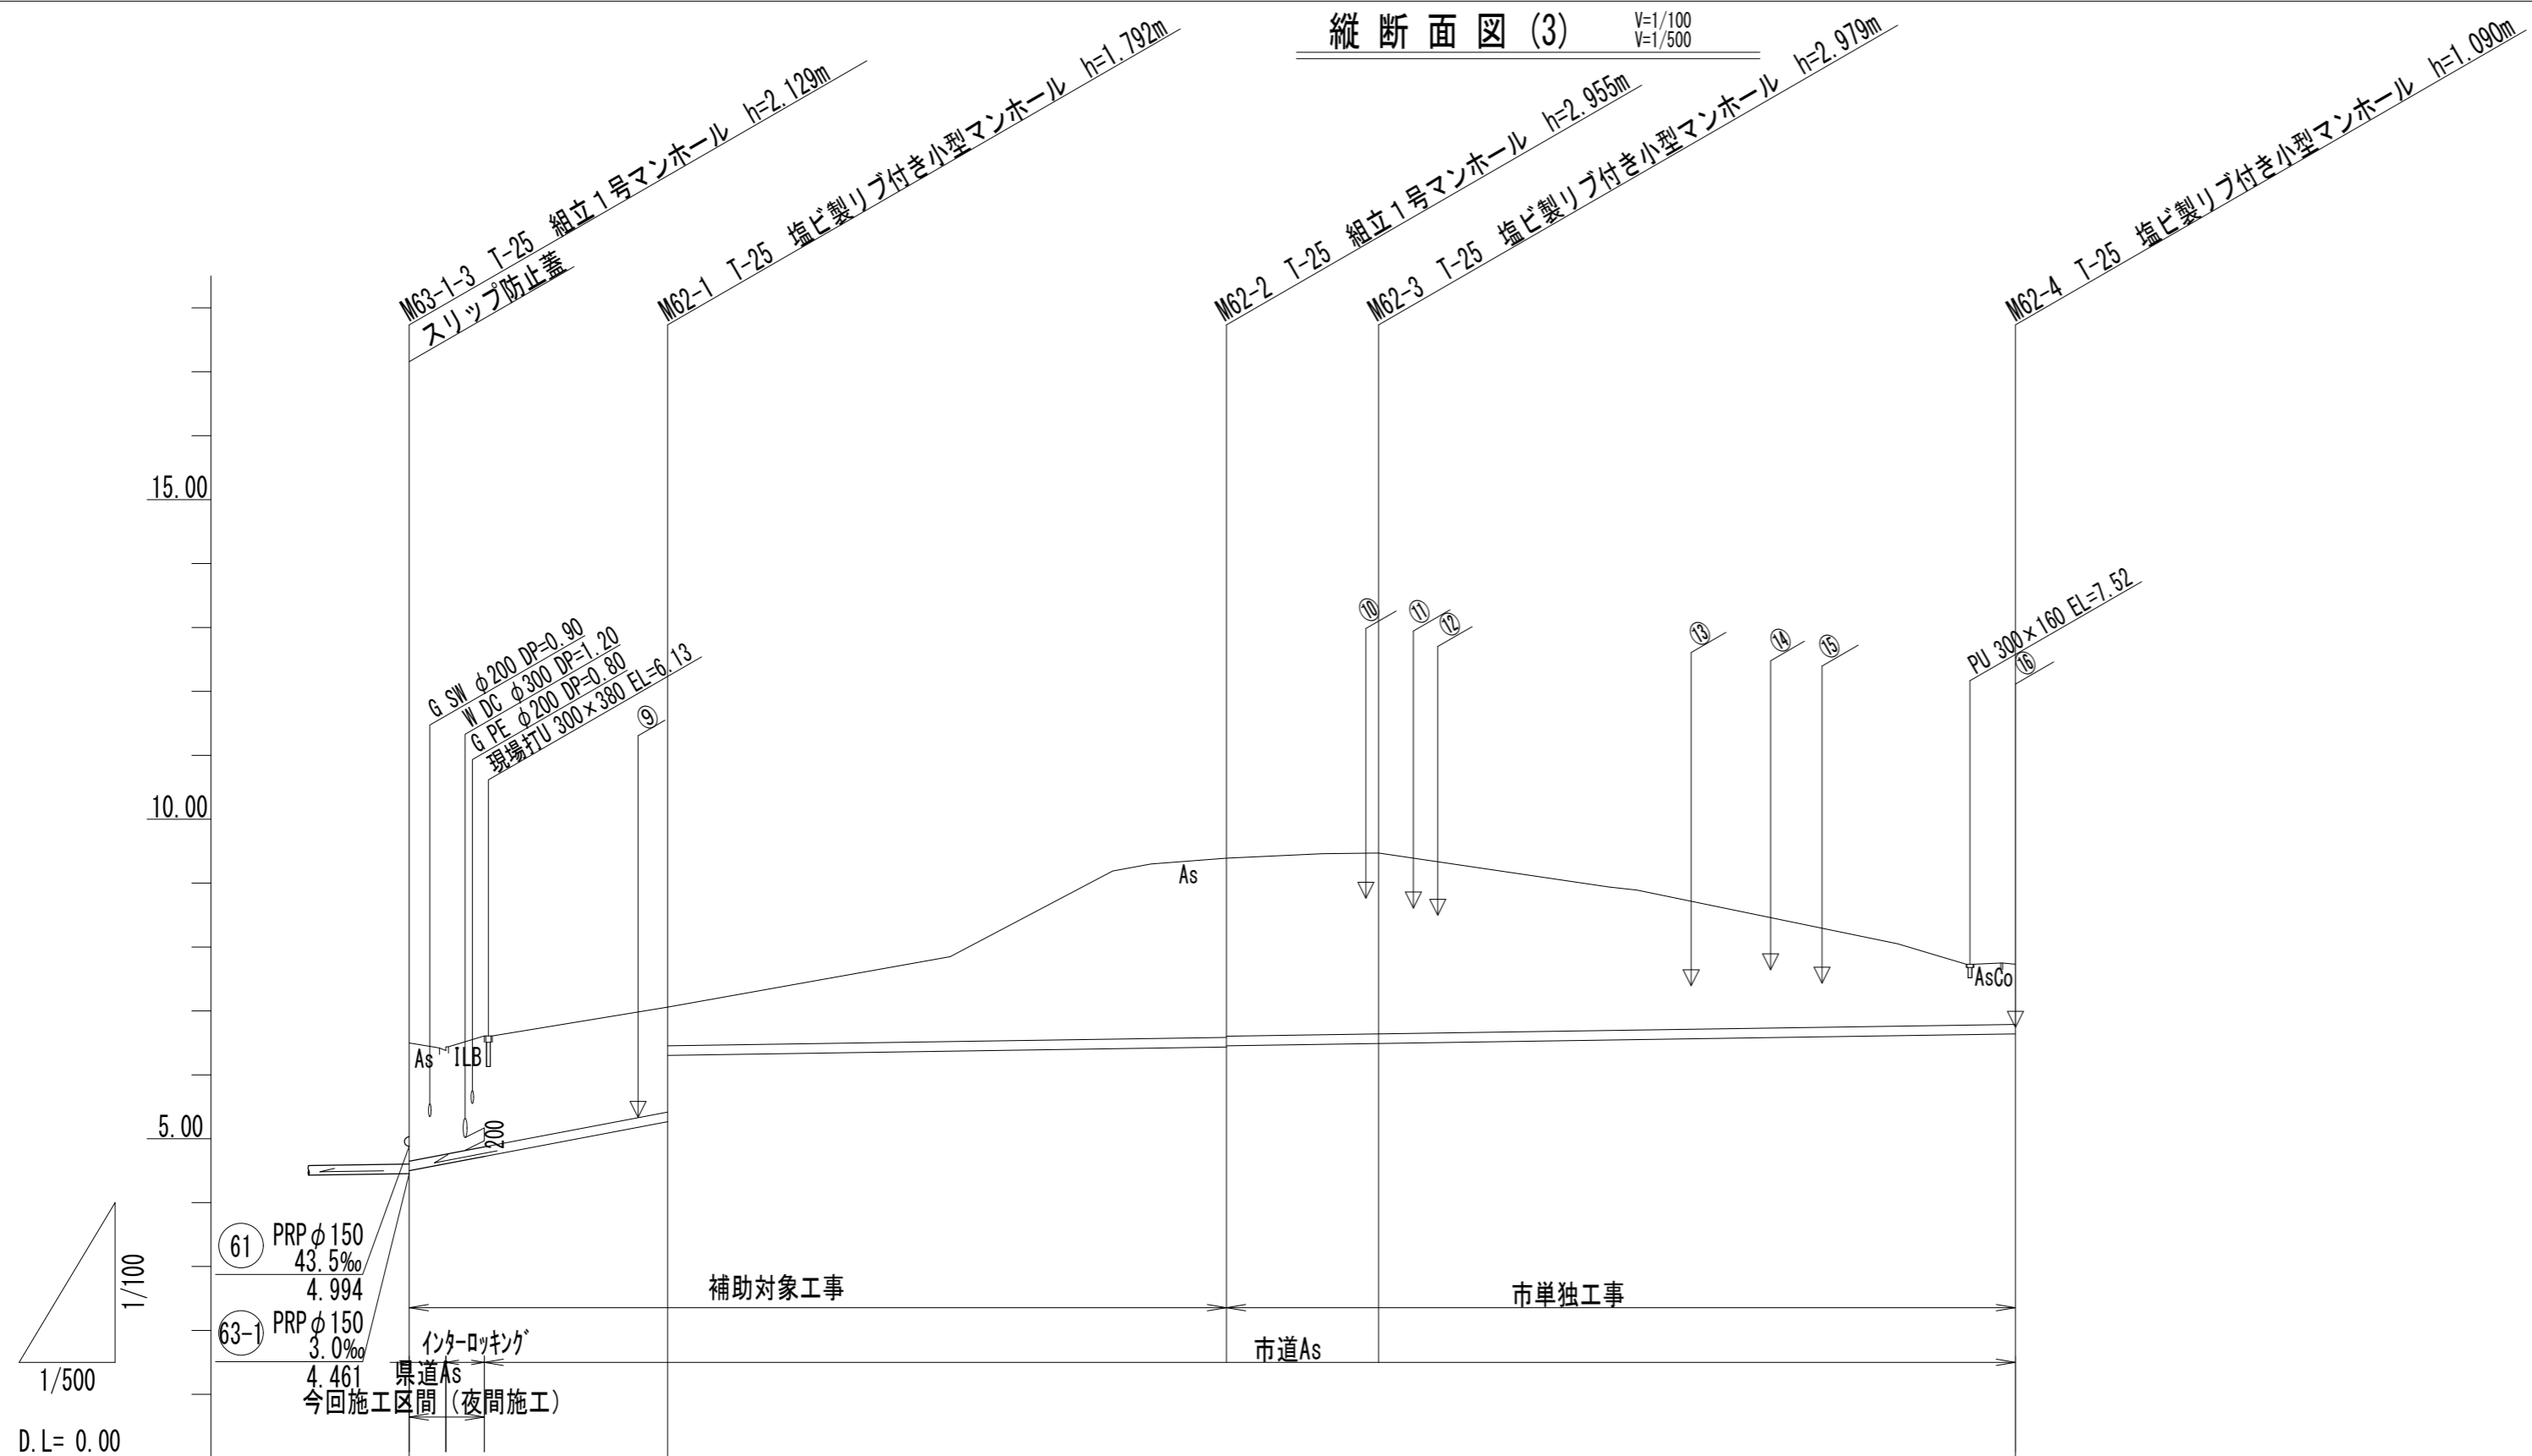 縦断面図(3)
V=1/100
V=1/500
M63-1-3 T-25 組立1号マンホール h=2.129m
スリップ防止蓋
M62-1 T-25 塩ビ製リブ付き小型マンホール h=1.792m
M62-2 T-25 組立1号マンホール h=2.955m
M62-3 T-25 塩ビ製リブ付き小型マンホール h=2.979m
M62-4 T-25 塩ビ製リブ付き小型マンホール h=1.090m
15.00
10.00
5.00
G SW φ200 DP=0.90
W DC φ300 DP=1.20
G PE φ200 DP=0.80
現場打U 300×380 EL=6.13
⑨
⑩
⑪
⑫
⑬
⑭
⑮
PU 300×160 EL=7.52
⑯
As
As
ILB
AsCo
200
61 PRPφ150
43.5‰
4.994
63-1 PRPφ150
3.0‰
4.461
1/100
1/500
補助対象工事
市単独工事
インターロッキング
市道As
県道As
今回施工区間(夜間施工)
D.L= 0.00